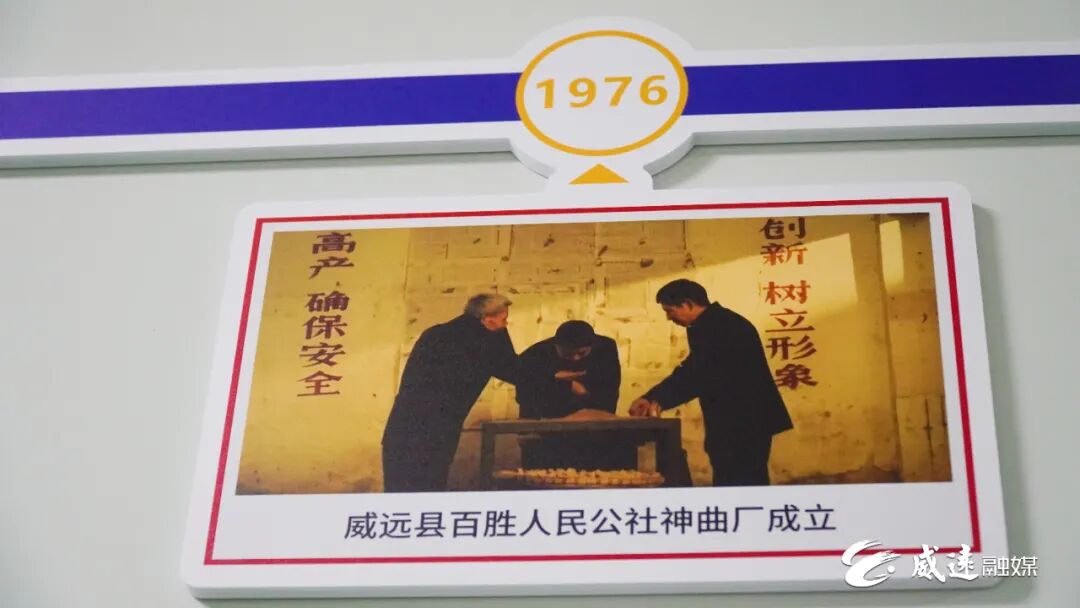 1976
高产 确保安全
创新 树立形象
威远县百胜人民公社神曲厂成立
威远融媒